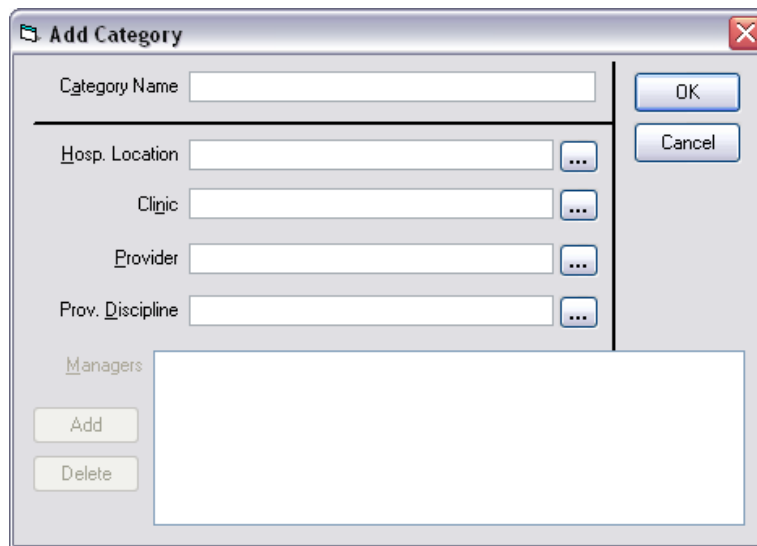 Add Category
Category Name
OK
Cancel
Hosp. Location
...
Clinic
...
Provider
...
Prov. Discipline
...
Managers
Add
Delete